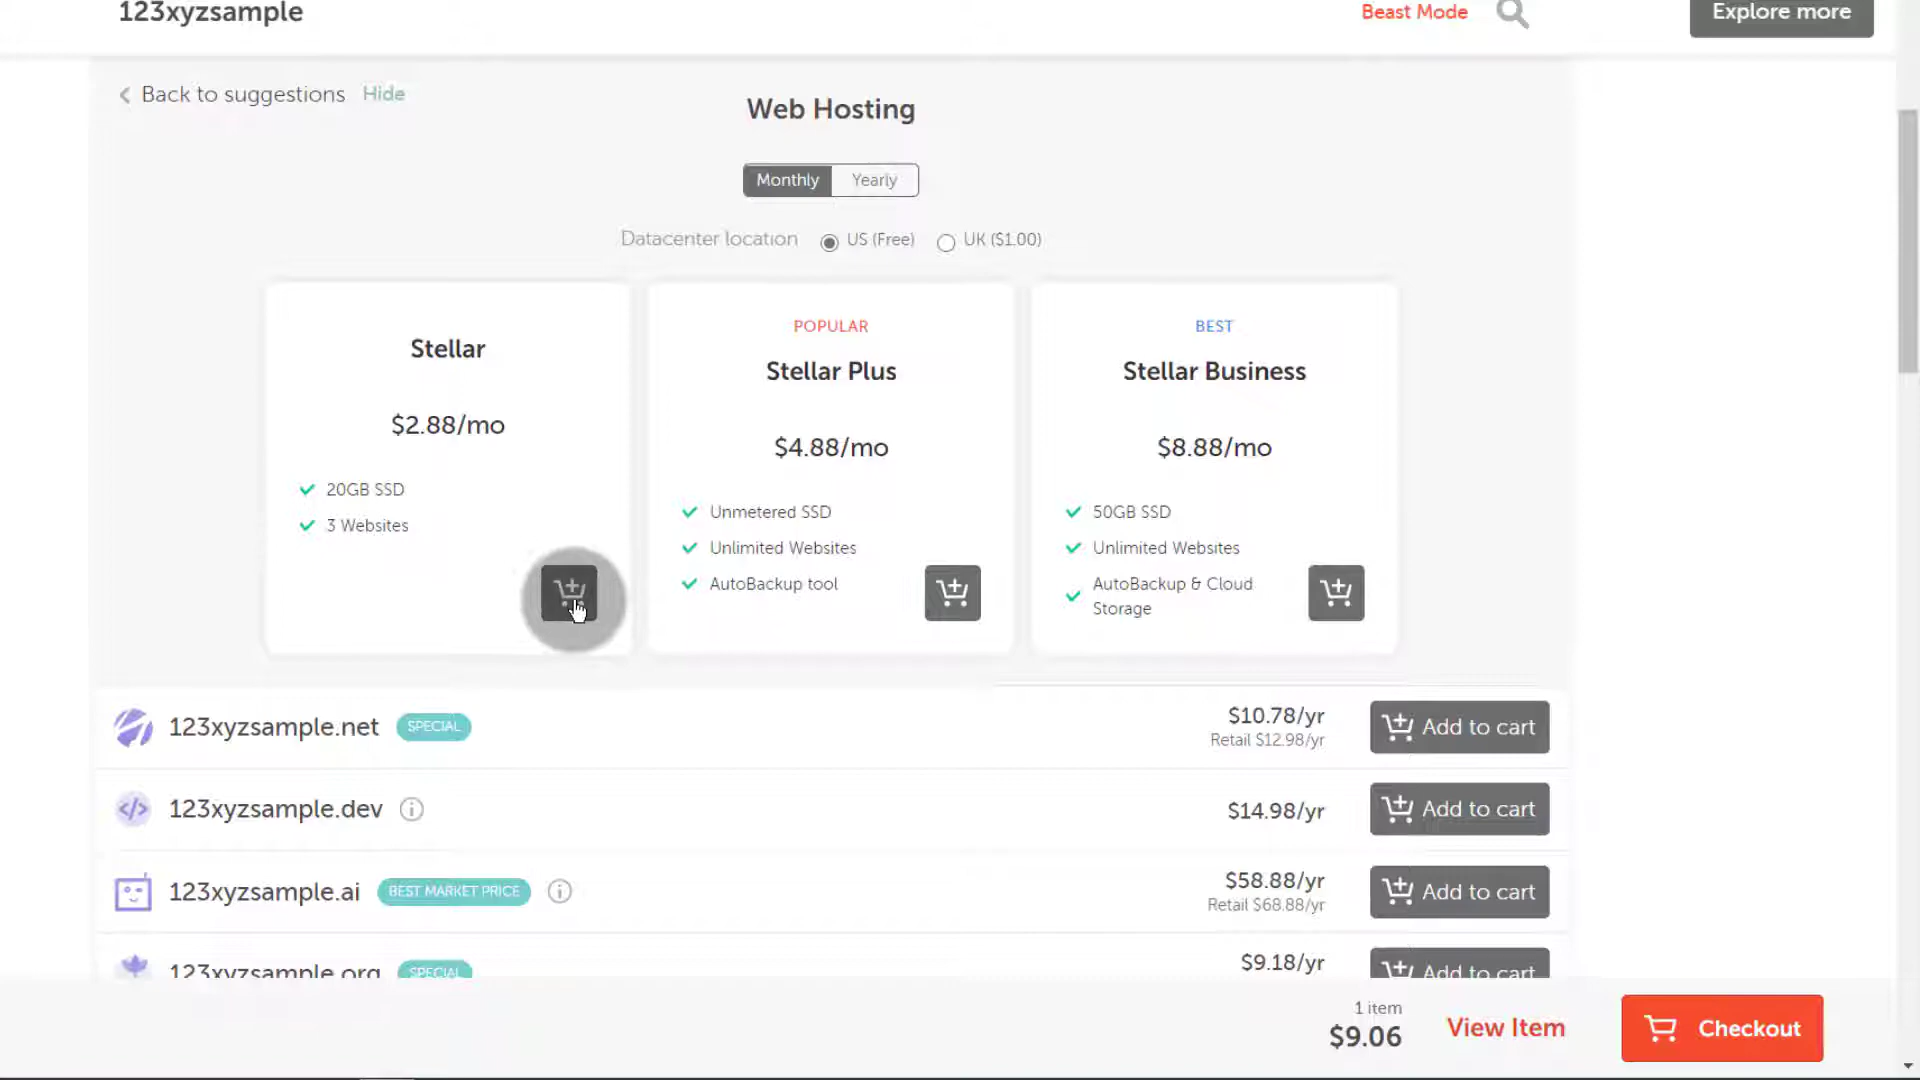 123xyzsample
Beast Mode
Explore more
Back to suggestions Hide
Web Hosting
Monthly Yearly
Datacenter location US (Free) UK ($1.00)
Stellar
$2.88/mo
20GB SSD
3 Websites
POPULAR
Stellar Plus
$4.88/mo
Unmetered SSD
Unlimited Websites
AutoBackup tool
BEST
Stellar Business
$8.88/mo
50GB SSD
Unlimited Websites
AutoBackup & Cloud
Storage
123xyzsample.net SPECIAL
$10.78/yr
Retail $12.98/yr
Add to cart
123xyzsample.dev
$14.98/yr
Add to cart
123xyzsample.ai BEST MARKET PRICE
$58.88/yr
Retail $68.88/yr
Add to cart
123xyzsample.org SPECIAL
$9.18/yr
Add to cart
1 item
$9.06
View Item
Checkout